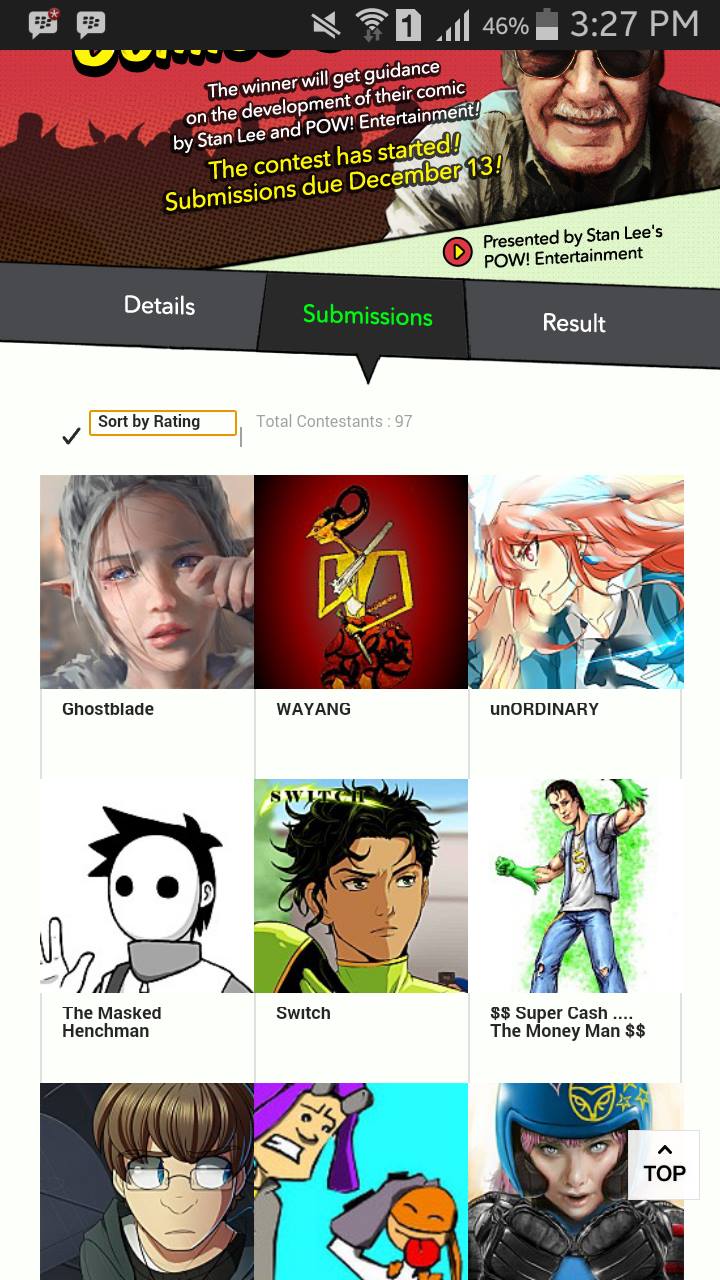 1
46%
3:27 PM
The winner will get guidance
on the development of their comic
by Stan Lee and POW! Entertainment!
The contest has started!
Submissions due December 13!
Presented by Stan Lee's
POW! Entertainment
Details
Submissions
Result
Sort by Rating
Total Contestants : 97
Ghostblade
WAYANG
unORDINARY
SWITCH
The Masked
Henchman
Switch
$$ Super Cash ....
The Money Man $$
TOP